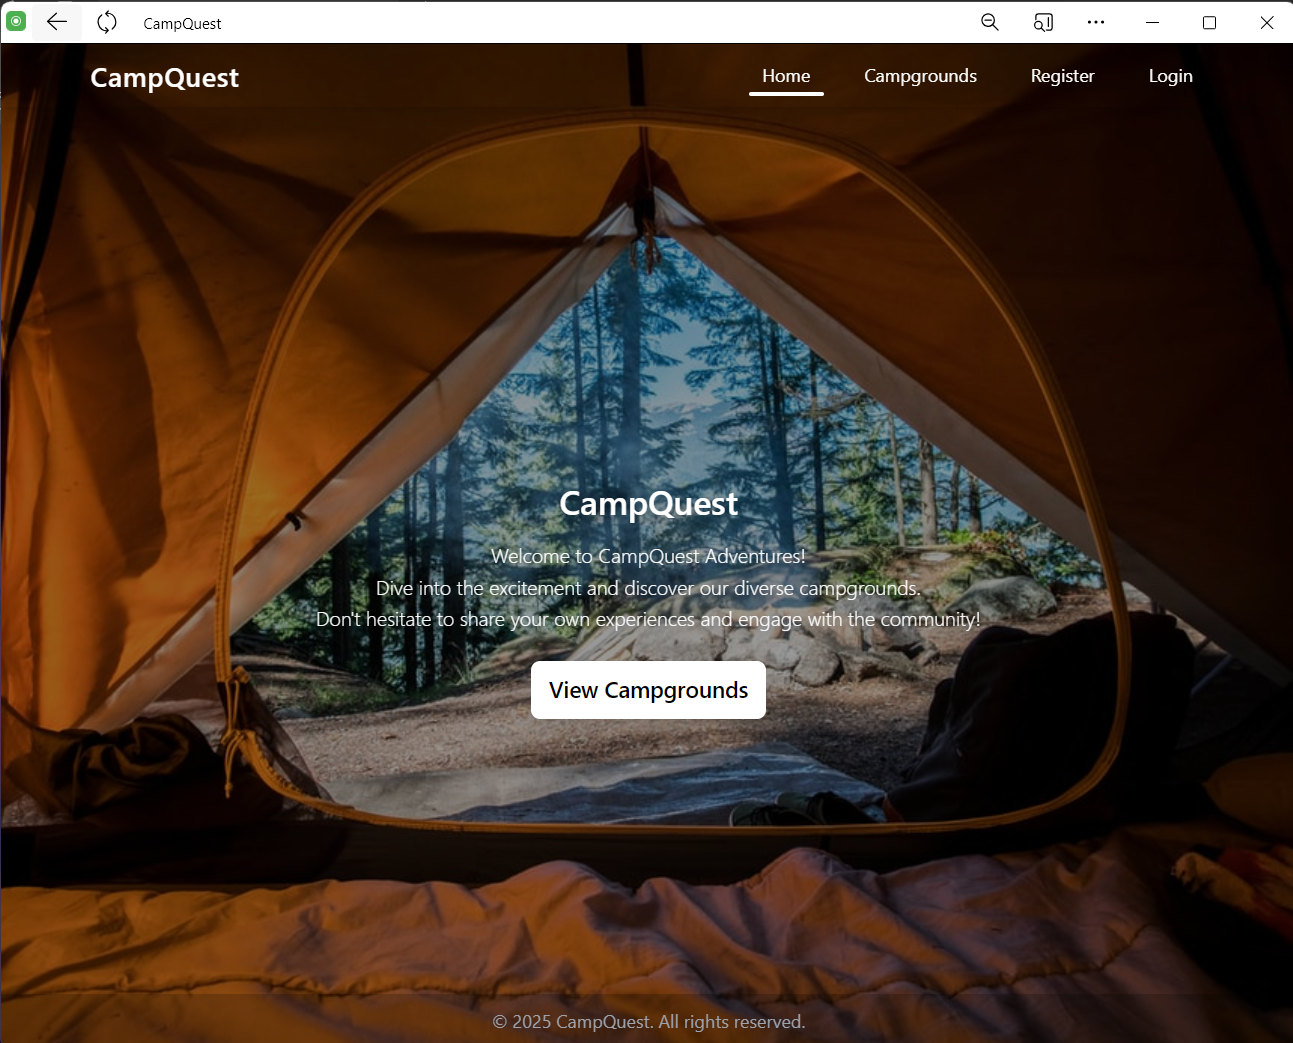 CampQuest
CampQuest
Home Campgrounds Register Login
CampQuest
Welcome to CampQuest Adventures!
Dive into the excitement and discover our diverse campgrounds.
Don't hesitate to share your own experiences and engage with the community!
View Campgrounds
© 2025 CampQuest. All rights reserved.